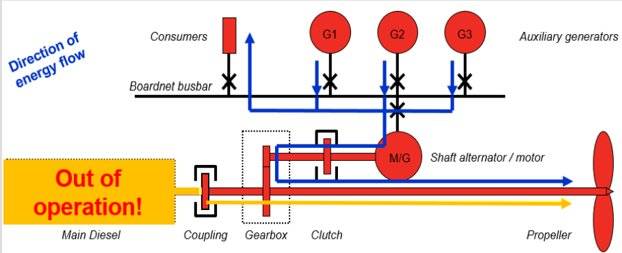 Direction of
energy flow
Consumers
G1
G2
G3
Auxiliary generators
Boardnet busbar
M/G
Shaft alternator / motor
Out of
operation!
Main Diesel
Coupling
Gearbox
Clutch
Propeller